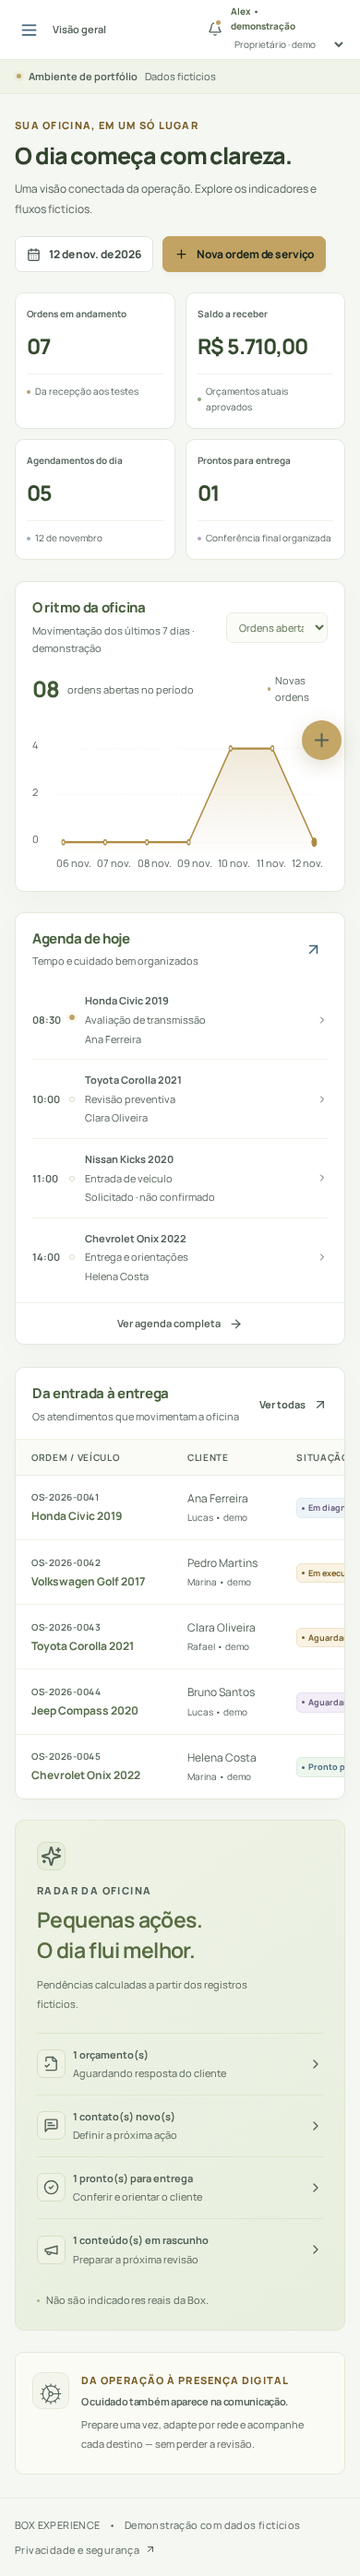 Visão geral
Alex •
demonstração
Proprietário · demo
Ambiente de portfólio Dados fictícios
SUA OFICINA, EM UM SÓ LUGAR
O dia começa com clareza.
Uma visão conectada da operação. Explore os indicadores e
fluxos fictícios.
12 de nov. de 2026
Nova ordem de serviço
Ordens em andamento
07
Da recepção aos testes
Saldo a receber
R$ 5.710,00
Orçamentos atuais
aprovados
Agendamentos do dia
05
12 de novembro
Prontos para entrega
01
Conferência final organizada
O ritmo da oficina
Movimentação dos últimos 7 dias ·
demonstração
Ordens aberta
08 ordens abertas no período
Novas
ordens
4
2
0
06 nov. 07 nov. 08 nov. 09 nov. 10 nov. 11 nov. 12 nov.
Agenda de hoje
Tempo e cuidado bem organizados
08:30
Honda Civic 2019
Avaliação de transmissão
Ana Ferreira
10:00
Toyota Corolla 2021
Revisão preventiva
Clara Oliveira
11:00
Nissan Kicks 2020
Entrada de veículo
Solicitado · não confirmado
14:00
Chevrolet Onix 2022
Entrega e orientações
Helena Costa
Ver agenda completa
Da entrada à entrega
Os atendimentos que movimentam a oficina
Ver todas
ORDEM / VEÍCULO CLIENTE SITUAÇÃO
OS-2026-0041
Honda Civic 2019
Ana Ferreira
Lucas • demo
Em diagn
OS-2026-0042
Volkswagen Golf 2017
Pedro Martins
Marina • demo
Em execu
OS-2026-0043
Toyota Corolla 2021
Clara Oliveira
Rafael • demo
Aguarda
OS-2026-0044
Jeep Compass 2020
Bruno Santos
Lucas • demo
Aguarda
OS-2026-0045
Chevrolet Onix 2022
Helena Costa
Marina • demo
Pronto p
RADAR DA OFICINA
Pequenas ações.
O dia flui melhor.
Pendências calculadas a partir dos registros
fictícios.
1 orçamento(s)
Aguardando resposta do cliente
1 contato(s) novo(s)
Definir a próxima ação
1 pronto(s) para entrega
Conferir e orientar o cliente
1 conteúdo(s) em rascunho
Preparar a próxima revisão
Não são indicadores reais da Box.
DA OPERAÇÃO À PRESENÇA DIGITAL
O cuidado também aparece na comunicação.
Prepare uma vez, adapte por rede e acompanhe
cada destino — sem perder a revisão.
BOX EXPERIENCE • Demonstração com dados fictícios
Privacidade e segurança